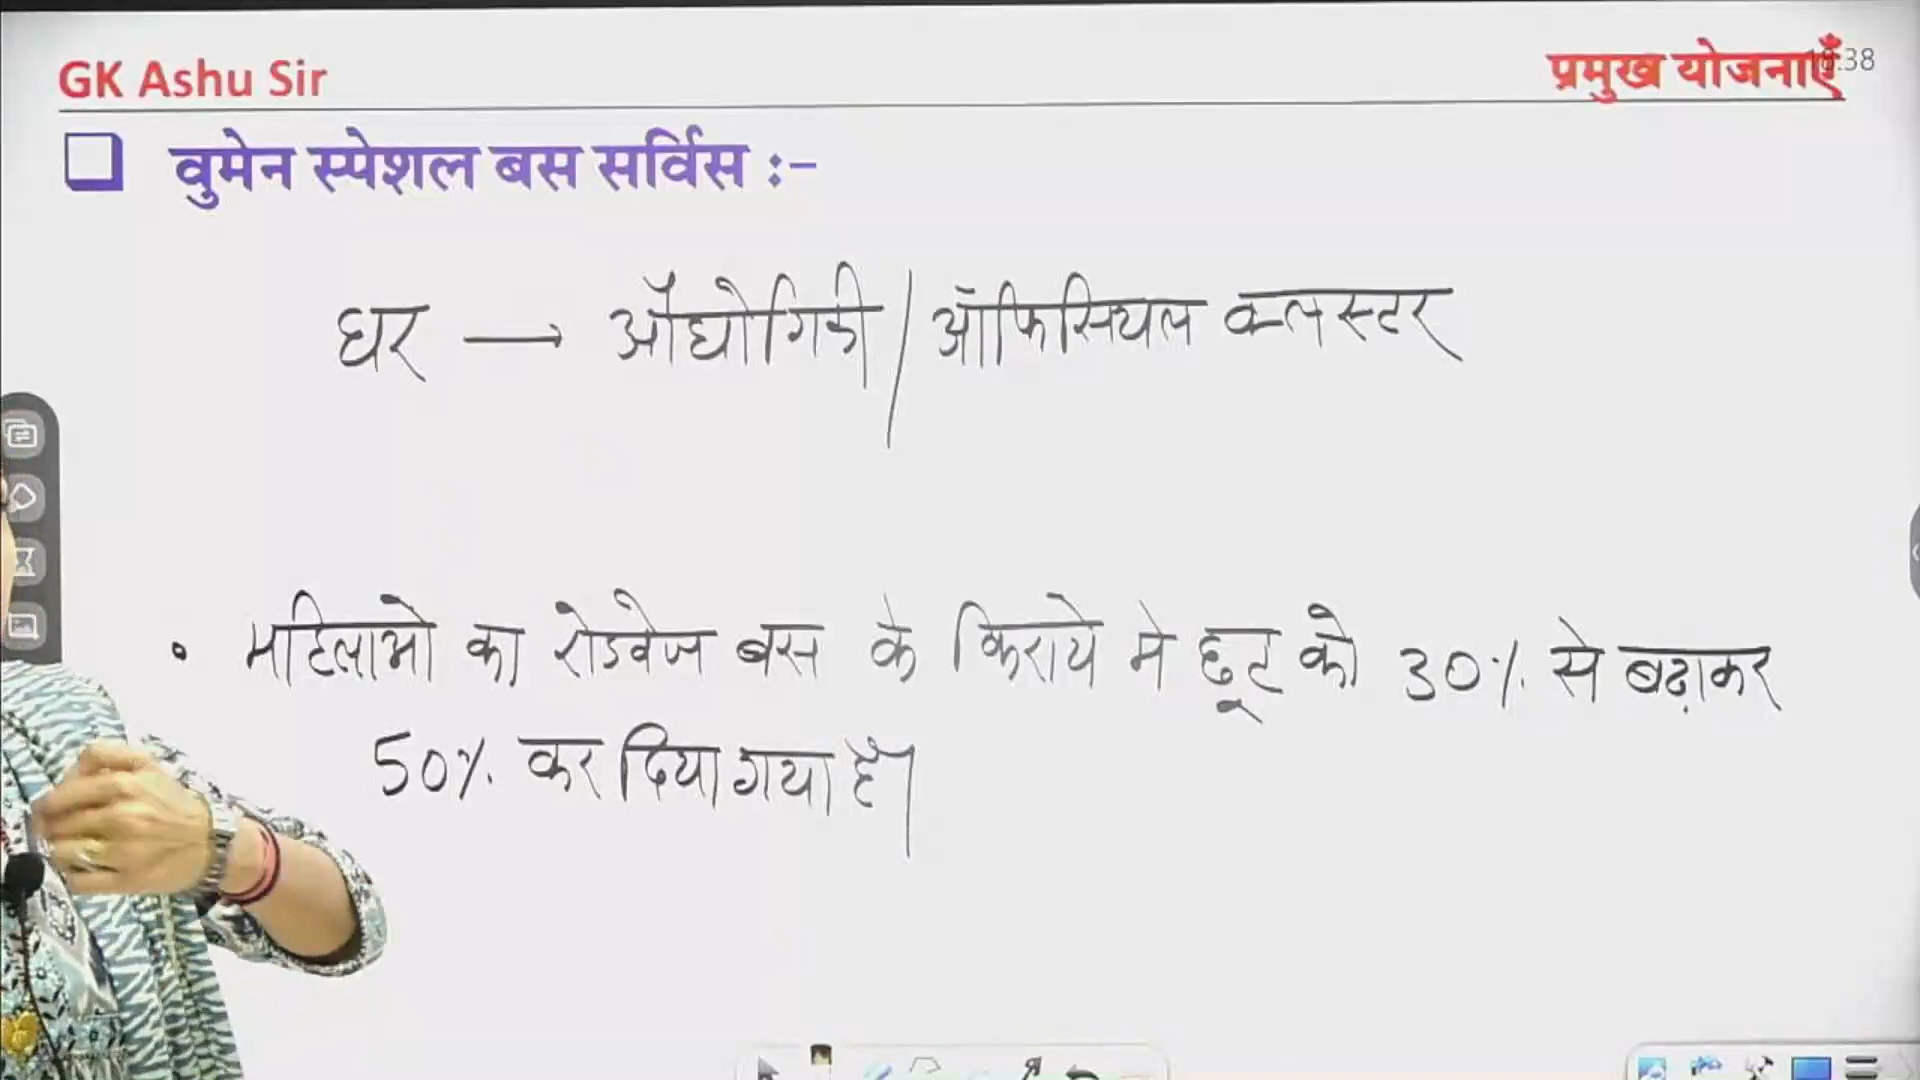 GK Ashu Sir
प्रमुख योजनाएँ
:38
वुमेन स्पेशल बस सर्विस :-
घर → औद्योगिकी / ऑफिसियल क्लस्टर
• महिलाओ का रोडवेज बस के किराये मे छूट को 30% से बढ़ाकर
50% कर दिया गया है।